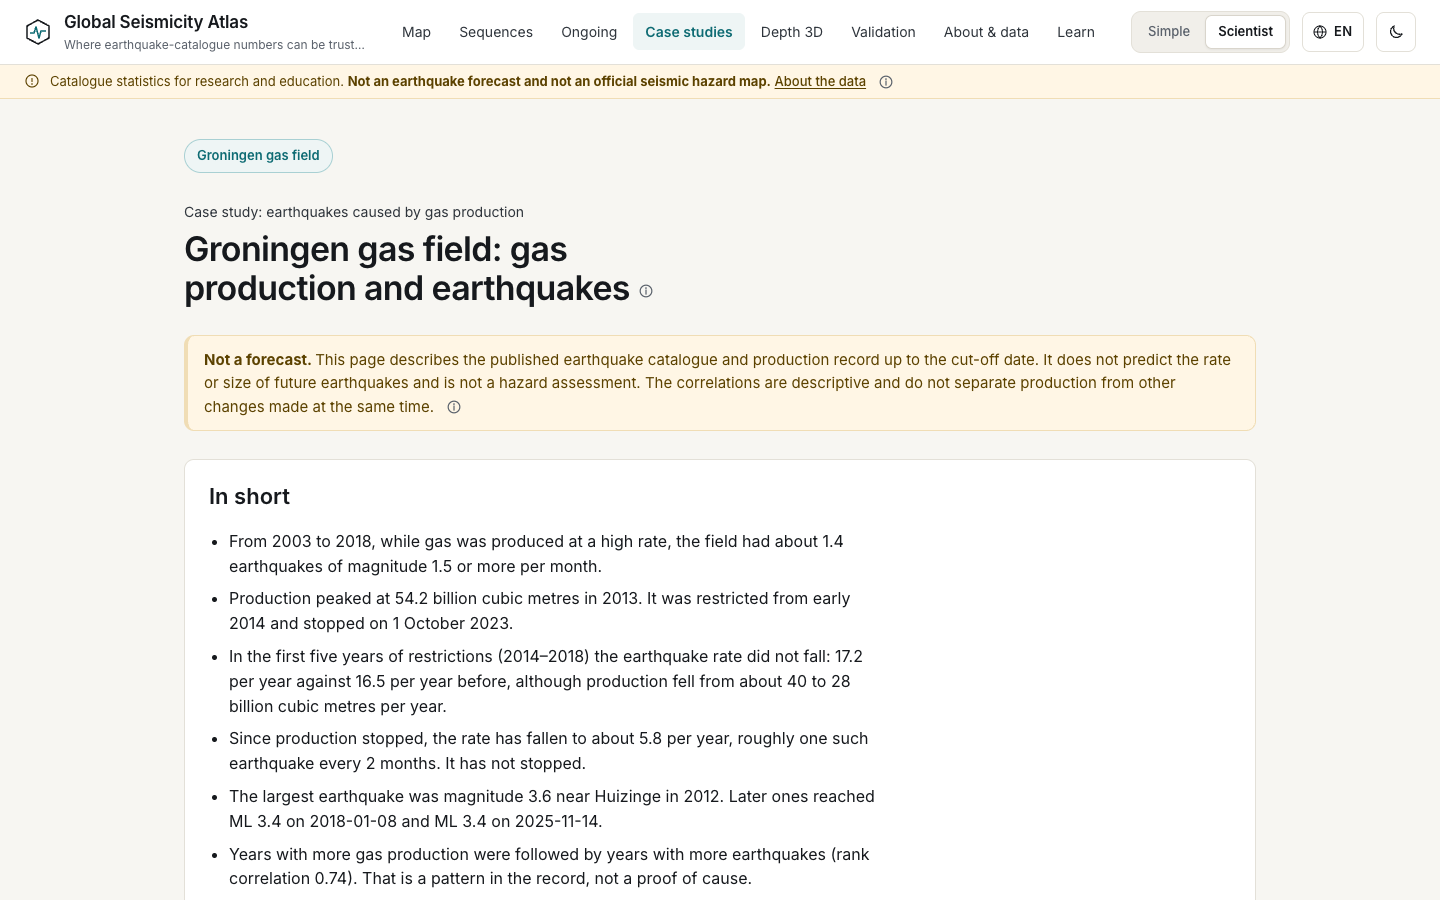 Global Seismicity Atlas
Where earthquake-catalogue numbers can be trust...
Map
Sequences
Ongoing
Case studies
Depth 3D
Validation
About & data
Learn
Simple
Scientist
EN
Catalogue statistics for research and education. Not an earthquake forecast and not an official seismic hazard map. About the data
Groningen gas field
Case study: earthquakes caused by gas production
Groningen gas field: gas
production and earthquakes
Not a forecast. This page describes the published earthquake catalogue and production record up to the cut-off date. It does not predict the rate
or size of future earthquakes and is not a hazard assessment. The correlations are descriptive and do not separate production from other
changes made at the same time.
In short
• From 2003 to 2018, while gas was produced at a high rate, the field had about 1.4
earthquakes of magnitude 1.5 or more per month.
• Production peaked at 54.2 billion cubic metres in 2013. It was restricted from early
2014 and stopped on 1 October 2023.
• In the first five years of restrictions (2014–2018) the earthquake rate did not fall: 17.2
per year against 16.5 per year before, although production fell from about 40 to 28
billion cubic metres per year.
• Since production stopped, the rate has fallen to about 5.8 per year, roughly one such
earthquake every 2 months. It has not stopped.
• The largest earthquake was magnitude 3.6 near Huizinge in 2012. Later ones reached
ML 3.4 on 2018-01-08 and ML 3.4 on 2025-11-14.
• Years with more gas production were followed by years with more earthquakes (rank
correlation 0.74). That is a pattern in the record, not a proof of cause.